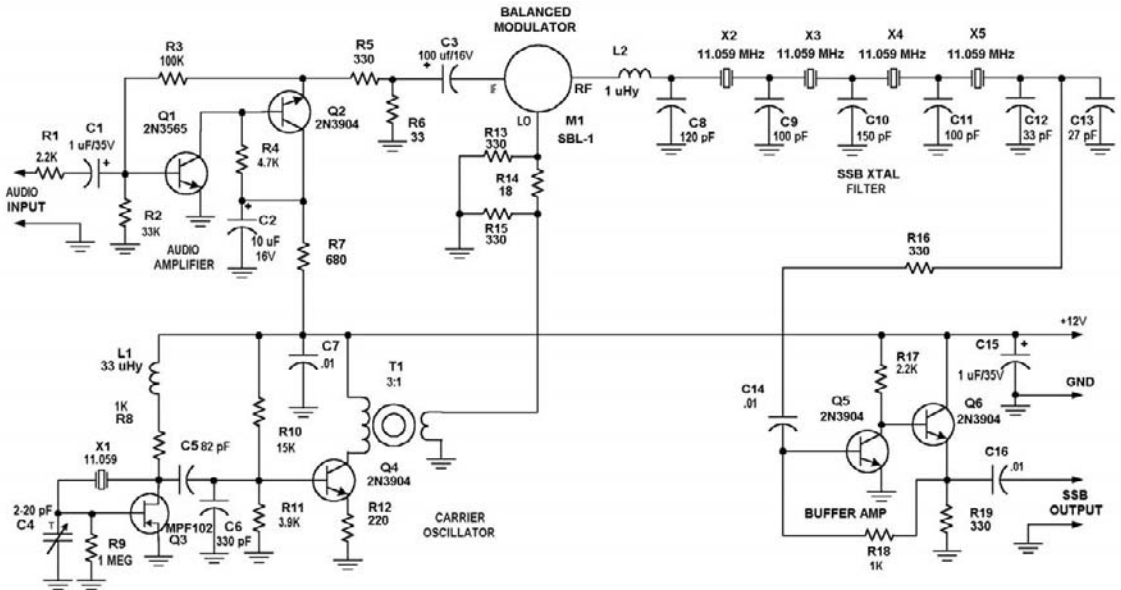 BALANCED
MODULATOR
R3
100K
R5
330
C3
+
100 uf/16V
IF
RF
LO
M1
SBL-1
L2
1 uHy
X2
11.059 MHz
X3
11.059 MHz
X4
11.059 MHz
X5
11.059 MHz
Q1
2N3565
Q2
2N3904
R6
33
C8
120 pF
C9
100 pF
C10
150 pF
C11
100 pF
C12
33 pF
C13
27 pF
SSB XTAL
FILTER
R1
2.2K
C1
1 uF/35V
+
R4
4.7K
R13
330
R14
18
R15
330
AUDIO
INPUT
R2
33K
AUDIO
AMPLIFIER
+
C2
10 uF
16V
R7
680
R16
330
+12V
L1
33 uHy
C7
.01
T1
3:1
R17
2.2K
C15
+
1 uF/35V
GND
1K
R8
C14
.01
Q5
2N3904
Q6
2N3904
X1
11.059
C5 82 pF
R10
15K
Q4
2N3904
C16
.01
2-20 pF
C4
T
R9
1 MEG
MPF102
Q3
C6
330 pF
R11
3.9K
R12
220
CARRIER
OSCILLATOR
BUFFER AMP
R18
1K
R19
330
SSB
OUTPUT